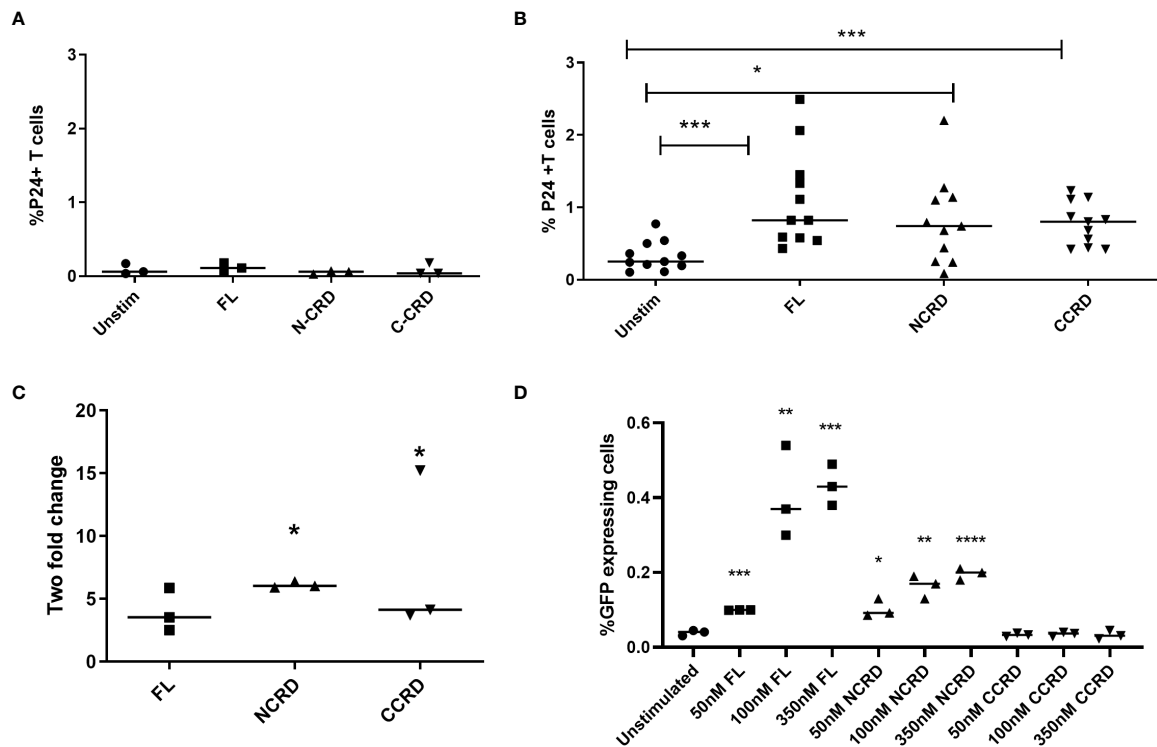 A
3
2
1
0
%P24+ T cells
Unstim
FL
N-CRD
C-CRD
B
***
*
***
3
2
1
0
% P24 +T cells
Unstim
FL
NCRD
CCRD
C
20
15
10
5
0
Two fold change
*
*
FL
NCRD
CCRD
D
0.6
0.4
0.2
0.0
%GFP expressing cells
***
**
***
*
**
****
Unstimulated
50nM FL
100nM FL
350nM FL
50nM NCRD
100nM NCRD
350nM NCRD
50nM CCRD
100nM CCRD
350nM CCRD